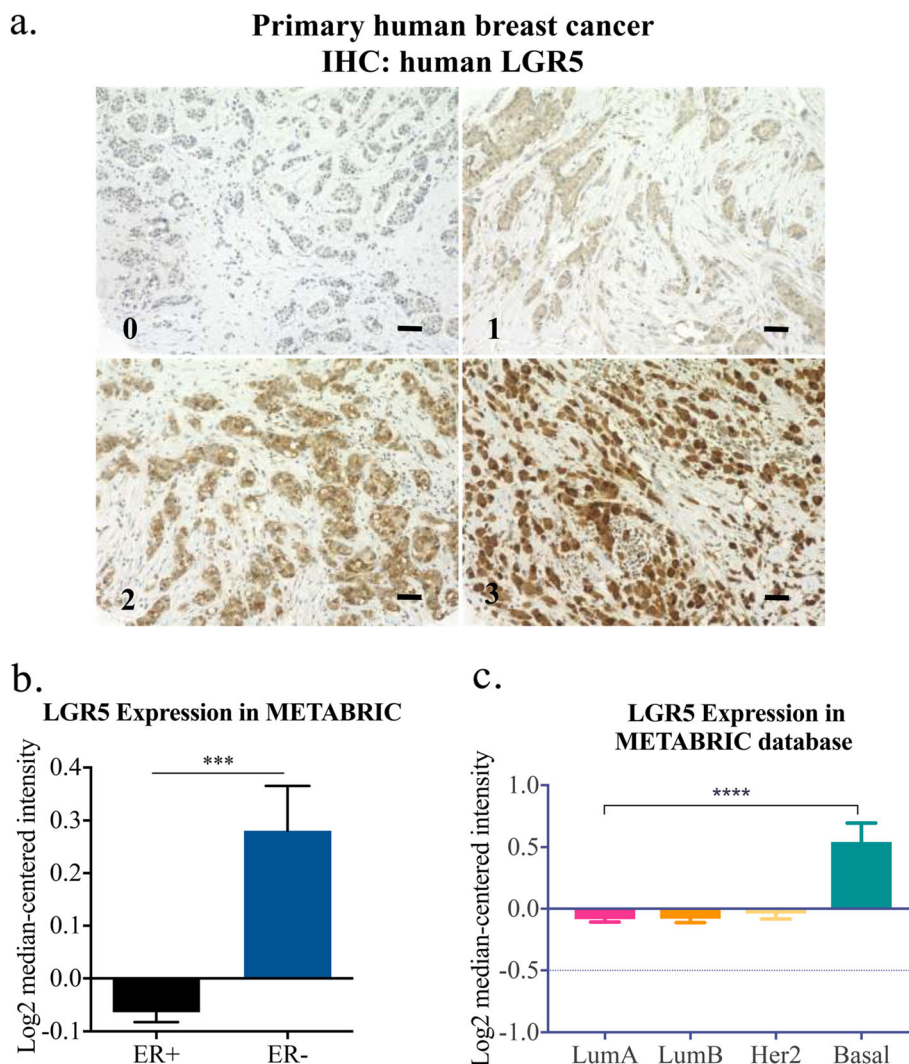 a.
Primary human breast cancer
IHC: human LGR5
0
1
2
3
b.
LGR5 Expression in METABRIC
Log2 median-centered intensity
0.4
0.3
0.2
0.1
0.0
-0.1
***
ER+
ER-
c.
LGR5 Expression in
METABRIC database
Log2 median-centered intensity
1.0
0.5
0.0
-0.5
-1.0
****
LumA
LumB
Her2
Basal